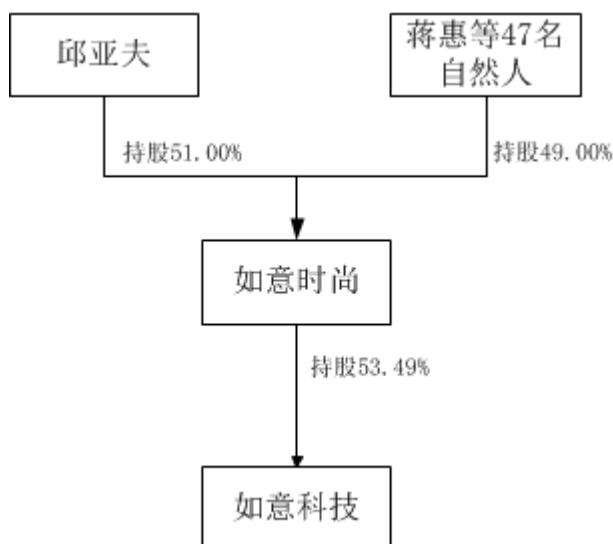 邱亚夫
蒋惠等47名
自然人
持股51.00%
持股49.00%
如意时尚
持股53.49%
如意科技